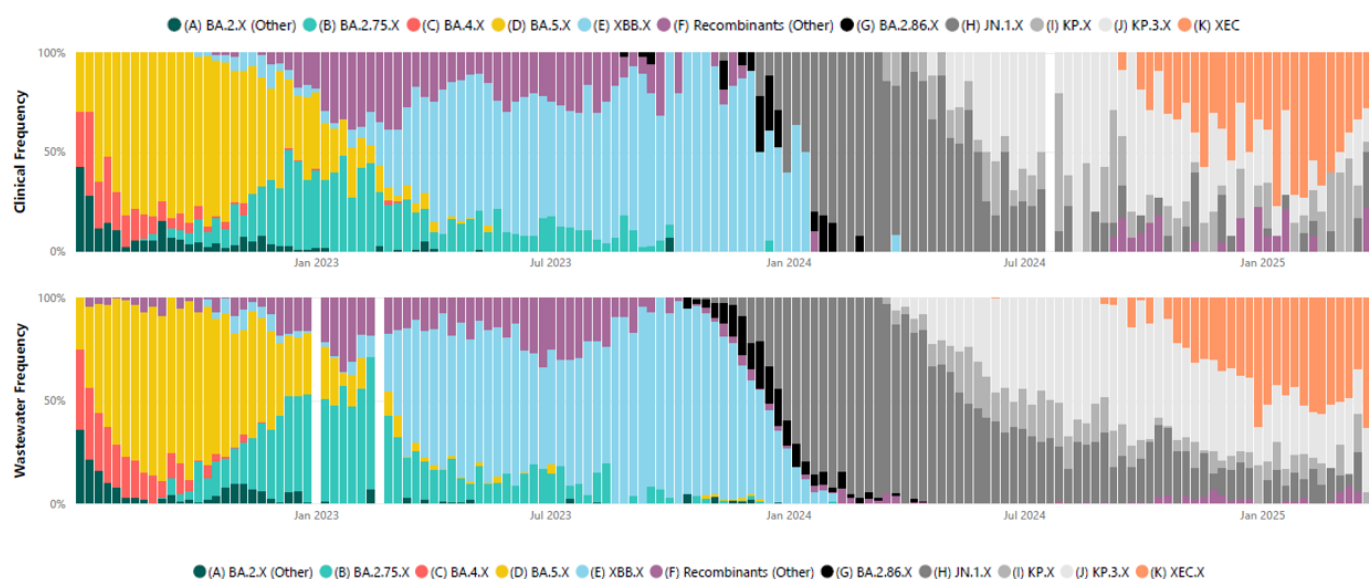 (A) BA.2.X (Other) (B) BA.2.75.X (C) BA.4.X (D) BA.5.X (E) XBB.X (F) Recombinants (Other) (G) BA.2.86.X (H) JN.1.X (I) KP.X (J) KP.3.X (K) XEC
Clinical Frequency
100%
50%
0%
Jan 2023 Jul 2023 Jan 2024 Jul 2024 Jan 2025
Wastewater Frequency
100%
50%
0%
Jan 2023 Jul 2023 Jan 2024 Jul 2024 Jan 2025
(A) BA.2.X (Other) (B) BA.2.75.X (C) BA.4.X (D) BA.5.X (E) XBB.X (F) Recombinants (Other) (G) BA.2.86.X (H) JN.1.X (I) KP.X (J) KP.3.X (K) XEC.X